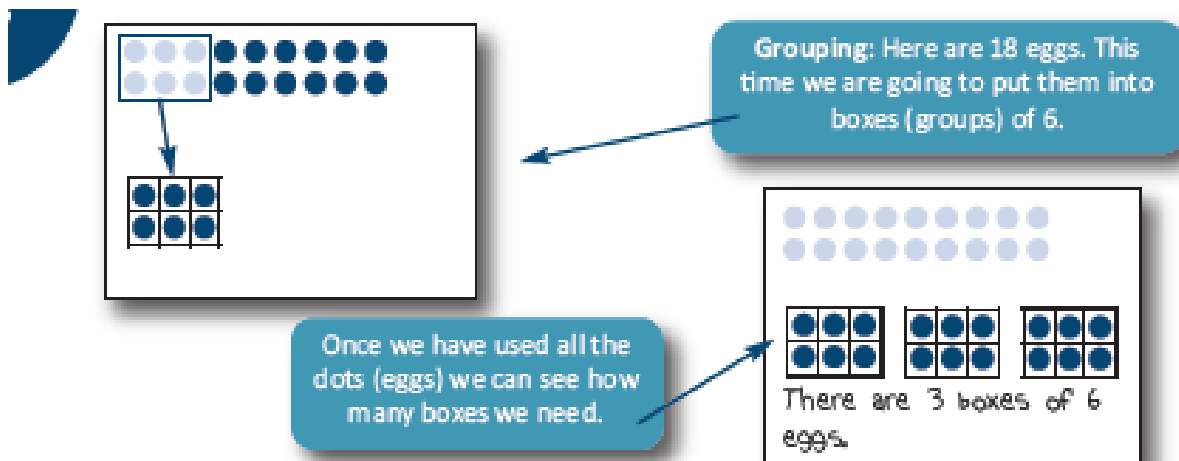 Grouping: Here are 18 eggs. This
time we are going to put them into
boxes (groups) of 6.
Once we have used all the
dots (eggs) we can see how
many boxes we need.
There are 3 boxes of 6
eggs.